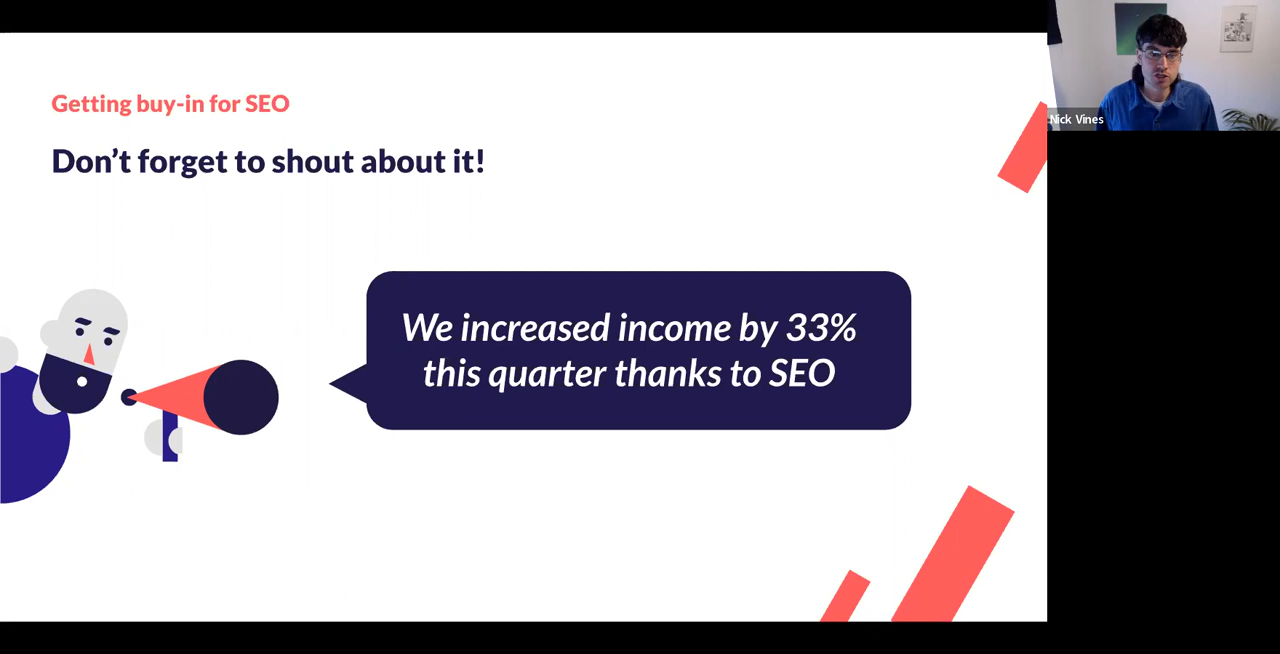 Getting buy-in for SEO
Don’t forget to shout about it!
We increased income by 33%
this quarter thanks to SEO
Nick Vines